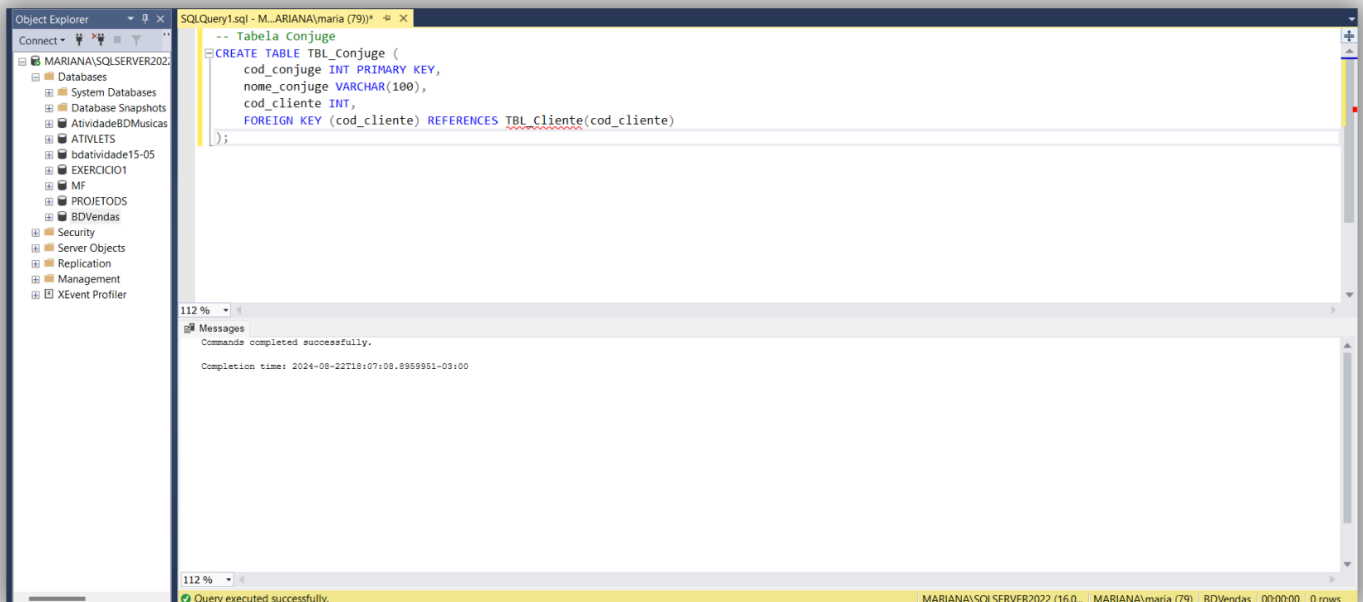 Object Explorer
SQLQuery1.sql - M...ARIANA\maria (79))*
Connect
MARIANA\SQLSERVER2022
Databases
System Databases
Database Snapshots
AtividadeBDMusicas
ATIVLETS
bdatividade15-05
EXERCICIO1
MF
PROJETODS
BDVendas
Security
Server Objects
Replication
Management
XEvent Profiler
-- Tabela Conjuge
CREATE TABLE TBL_Conjuge (
cod_conjuge INT PRIMARY KEY,
nome_conjuge VARCHAR(100),
cod_cliente INT,
FOREIGN KEY (cod_cliente) REFERENCES TBL_Cliente(cod_cliente)
);
112 %
Messages
Commands completed successfully.
Completion time: 2024-08-22T18:07:08.8959951-03:00
112 %
Query executed successfully.
MARIANA\SQLSERVER2022 (16.0... MARIANA\maria (79) BDVendas 00:00:00 0 rows